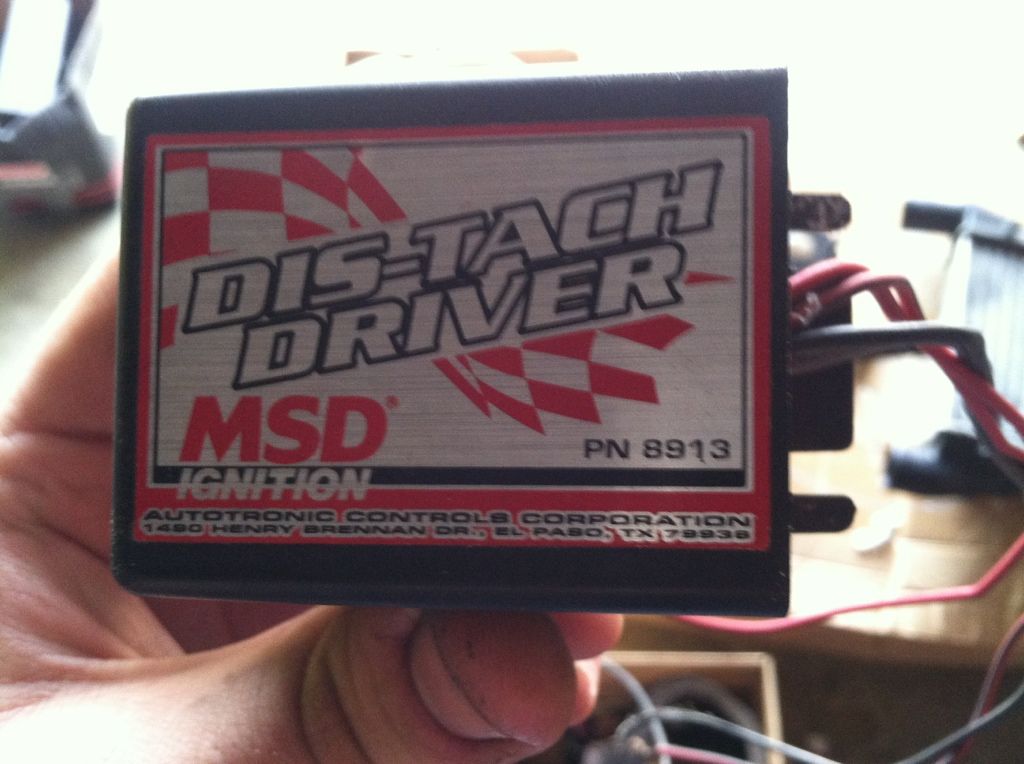 DIS-TACH
DRIVER
MSD®
PN 8913
IGNITION
AUTOTRONIC CONTROLS CORPORATION
1490 HENRY BRENNAN DR., EL PASO, TX 79936